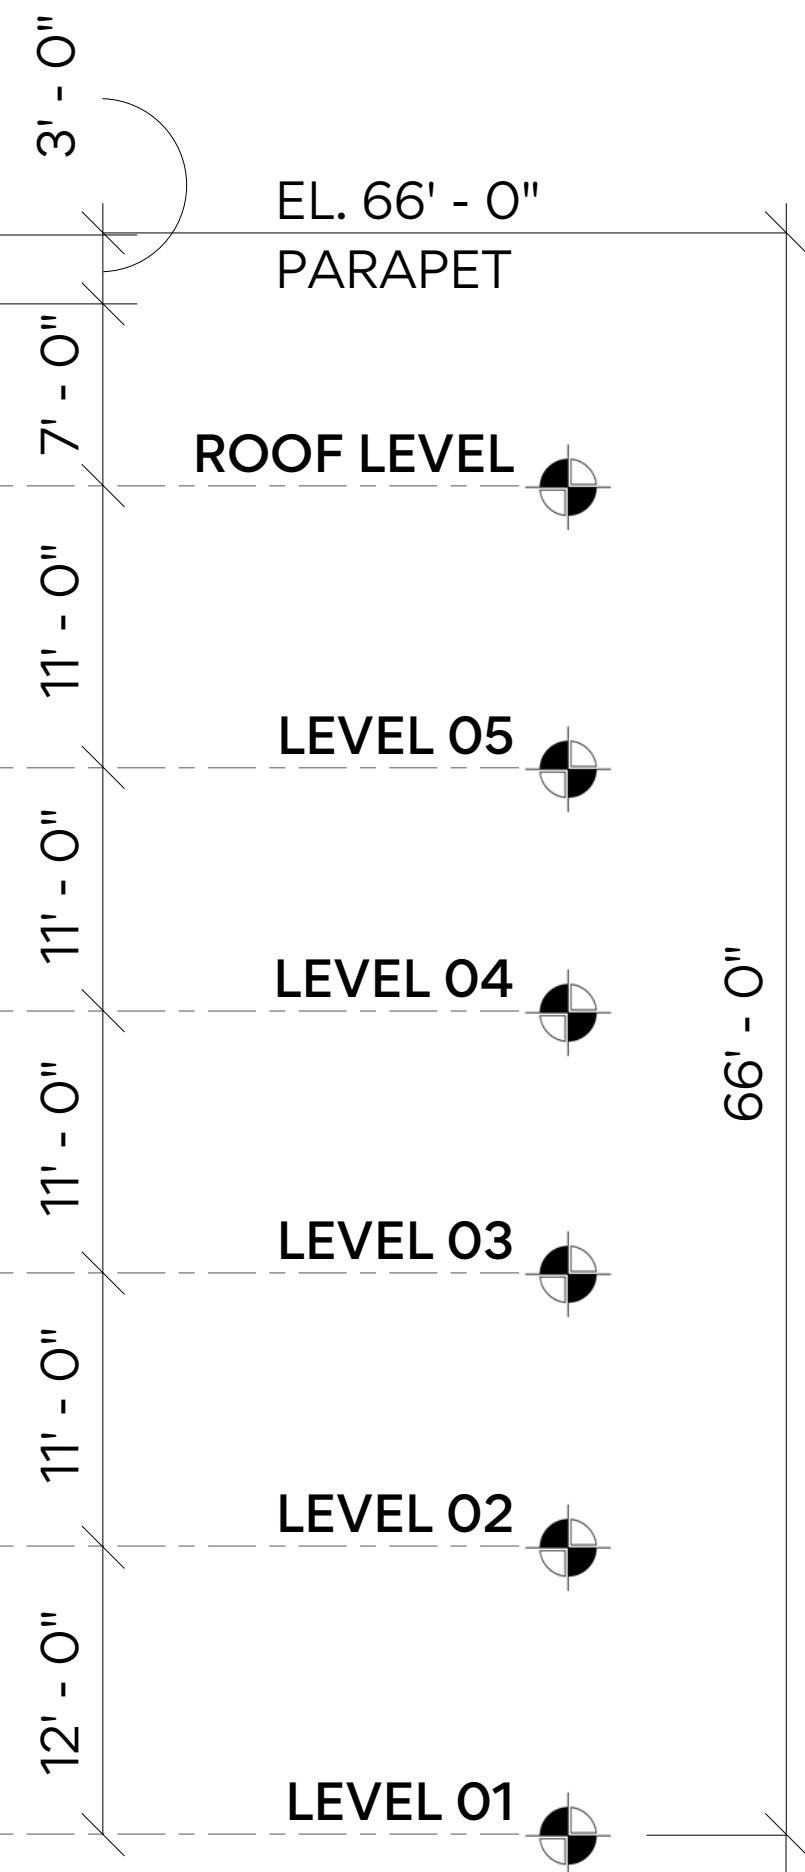 3' - 0"
EL. 66' - 0"
PARAPET
7' - 0"
ROOF LEVEL
11' - 0"
LEVEL 05
11' - 0"
LEVEL 04
66' - 0"
11' - 0"
LEVEL 03
11' - 0"
LEVEL 02
12' - 0"
LEVEL 01